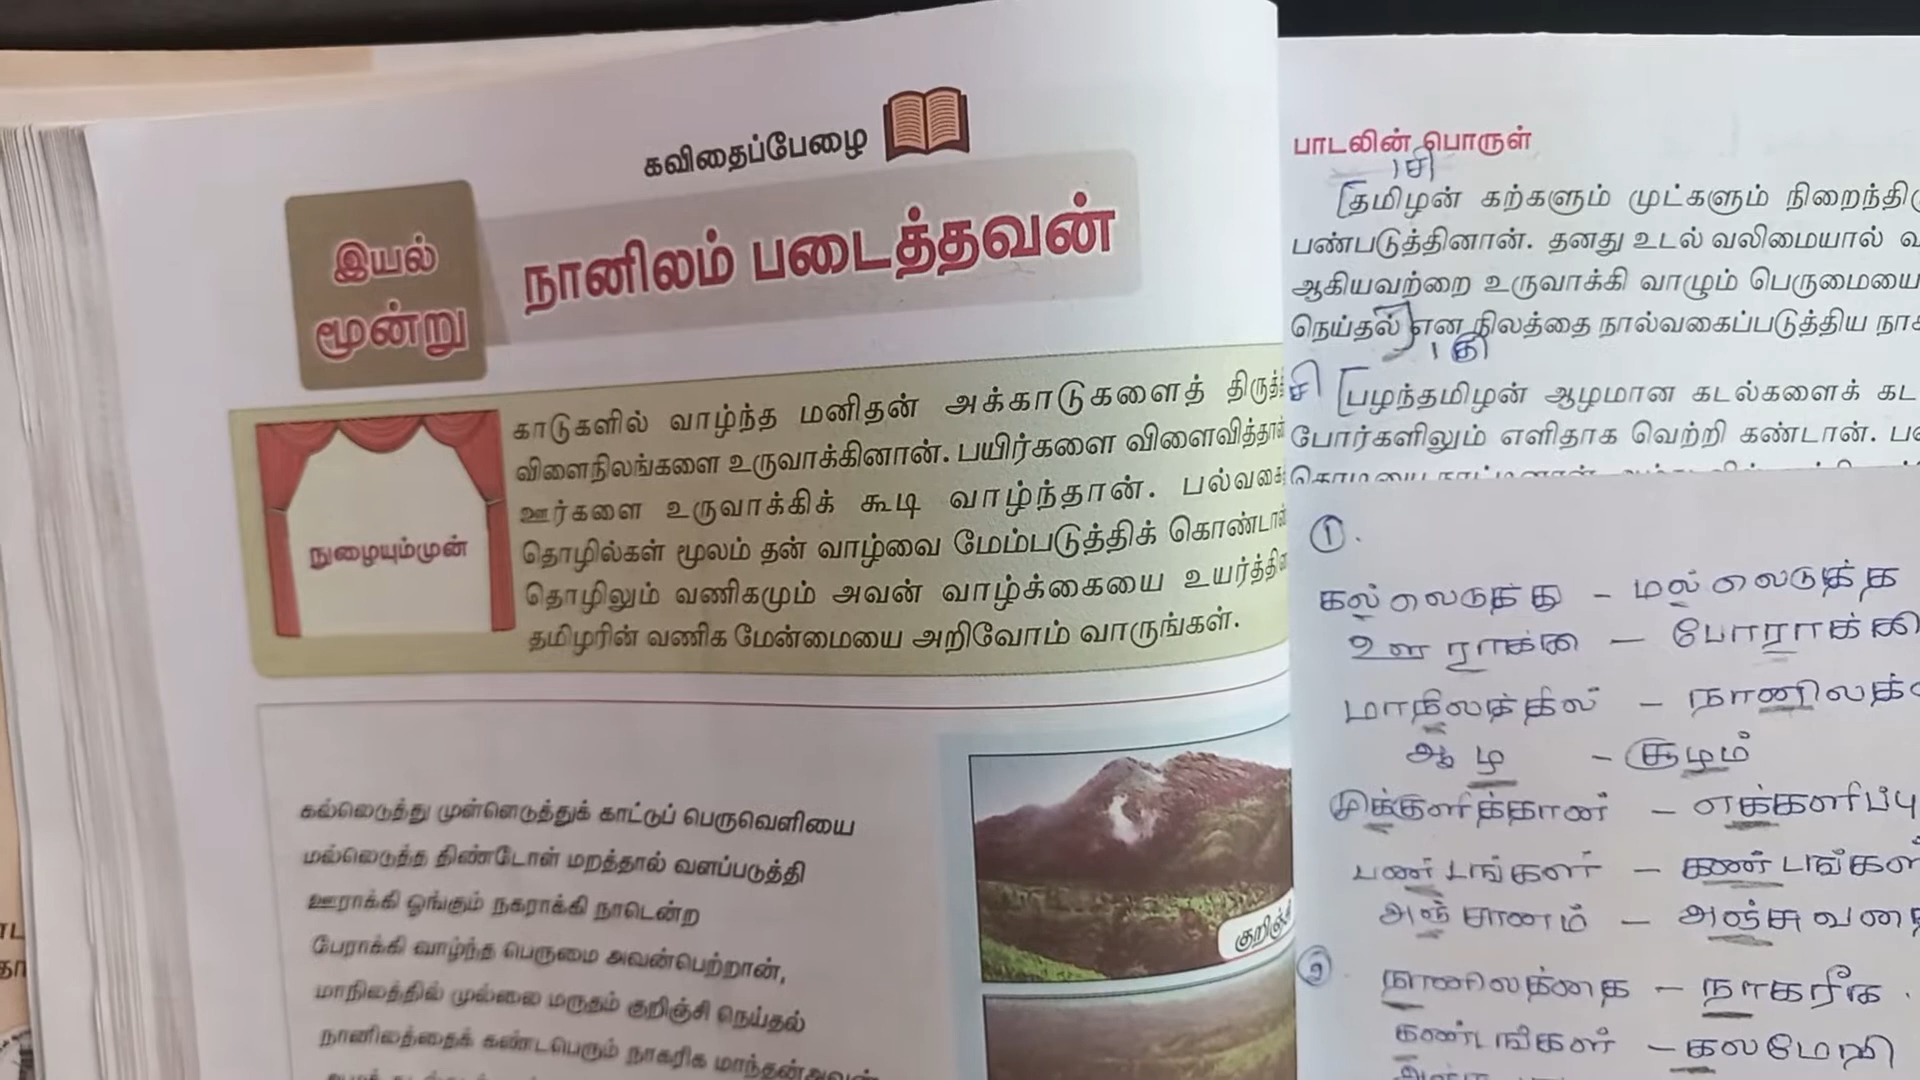 கவிதைப்பேழை
இயல்
மூன்று
நானிலம் படைத்தவன்
நுழையும்முன்
காடுகளில் வாழ்ந்த மனிதன் அக்காடுகளைத்
விளைநிலங்களை உருவாக்கினான். பயிர்களை விளைவித்தான்
ஊர்களை உருவாக்கிக் கூடி வாழ்ந்தான். பல்வகை
தொழில்கள் மூலம் தன் வாழ்வை மேம்படுத்திக் கொண்டான்
தொழிலும் வணிகமும் அவன் வாழ்க்கையை
தமிழரின் வணிக மேன்மையை அறிவோம் வாருங்கள்.
கல்லெடுத்து முள்ளெடுத்துக் காட்டுப் பெருவெளியை
மல்லெடுத்த திண்டோள் மறத்தால் வளப்படுத்தி
ஊராக்கி ஓங்கும் நகராக்கி நாடென்ற
பேராக்கி வாழ்ந்த பெருமை அவன்பெற்றான்,
மாநிலத்தில் முல்லை மருதம் குறிஞ்சி நெய்தல்
நானிலத்தைக் கண்டபெரும் நாகரிக மாந்தன்அவன்
பாடலின் பொருள்
சி
தமிழன் கற்களும் முட்களும்
பண்படுத்தினான். தனது உடல் வலிமையால்
ஆகியவற்றை உருவாக்கி வாழும் பெருமையை
நெய்தல் என நிலத்தை நால்வகைப்படுத்திய
சி பழந்தமிழன் ஆழமான கடல்களைக்
போர்களிலும் எளிதாக வெற்றி கண்டான்.
1.
கல்லெடுத்து - மல்லெடுத்த
ஊராக்கி - பேராக்கி
மாநிலத்தில் -
ஆழ - சூழும்
முக்குளித்தான் - எக்களிப்பு
பண்டங்கள் - கண்டங்கள்
அஞ்சானம் -
2. நானிலத்தை - நாகரீக
கண்டங்கள் -